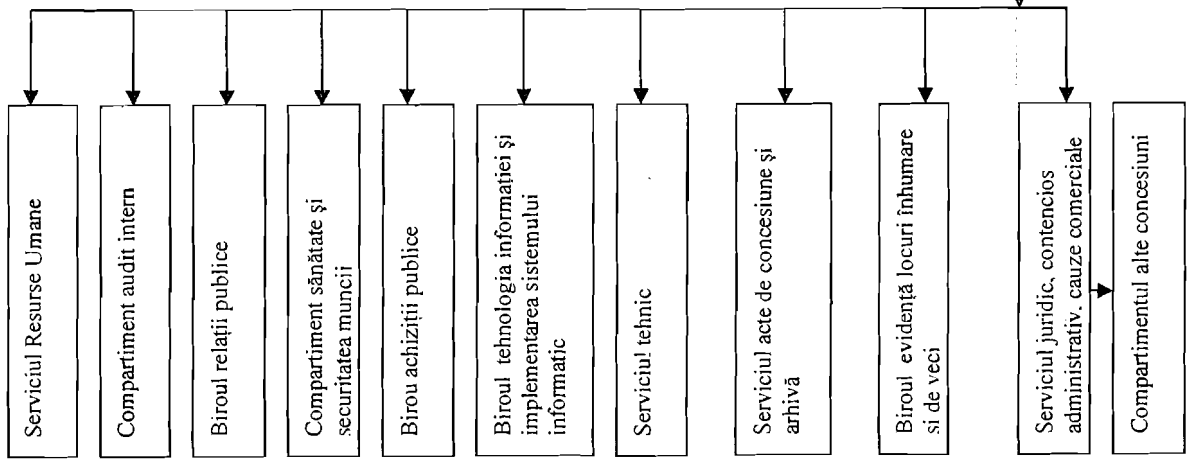 Serviciul Resurse Umane
Compartiment audit intern
Biroul relații publice
Compartiment sănătate și
securitatea muncii
Birou achiziții publice
Biroul tehnologia informației și
implementarea sistemului
informatic
Serviciul tehnic
Serviciul acte de concesiune și
arhivă
Biroul evidență locuri înhumare
si de veci
Serviciul juridic, contencios
administrativ. cauze comerciale
Compartimentul alte concesiuni